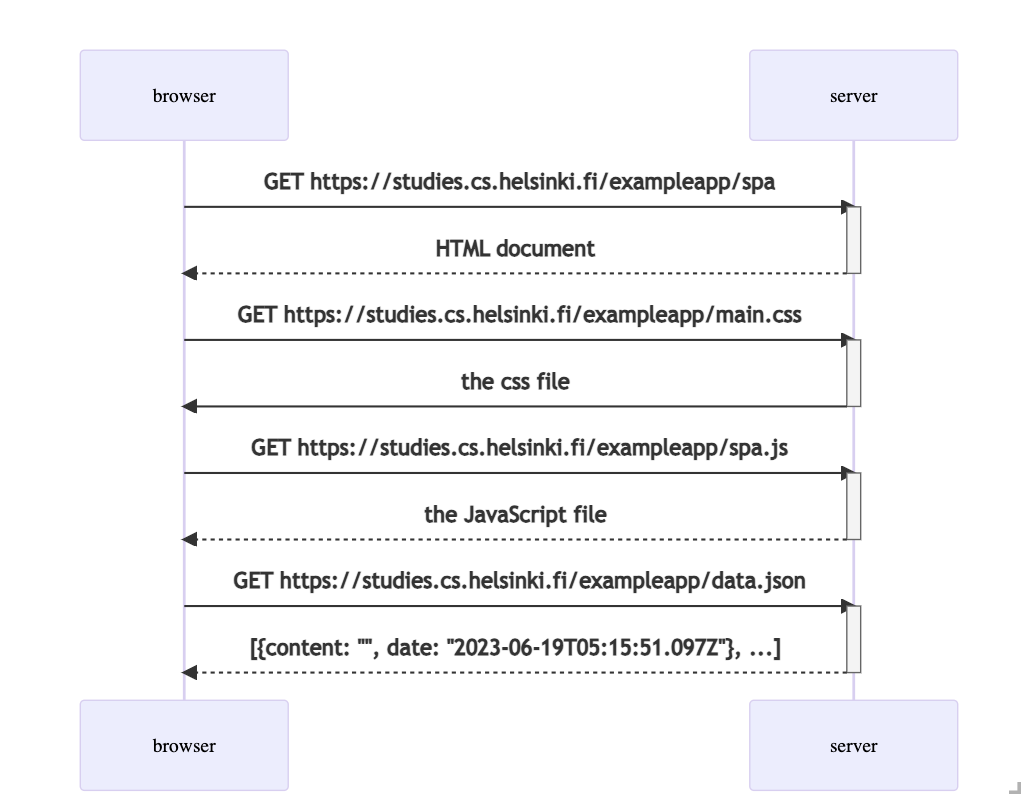 browser
server
GET https://studies.cs.helsinki.fi/exampleapp/spa
HTML document
GET https://studies.cs.helsinki.fi/exampleapp/main.css
the css file
GET https://studies.cs.helsinki.fi/exampleapp/spa.js
the JavaScript file
GET https://studies.cs.helsinki.fi/exampleapp/data.json
[{content: "", date: "2023-06-19T05:15:51.097Z"}, ...]
browser
server